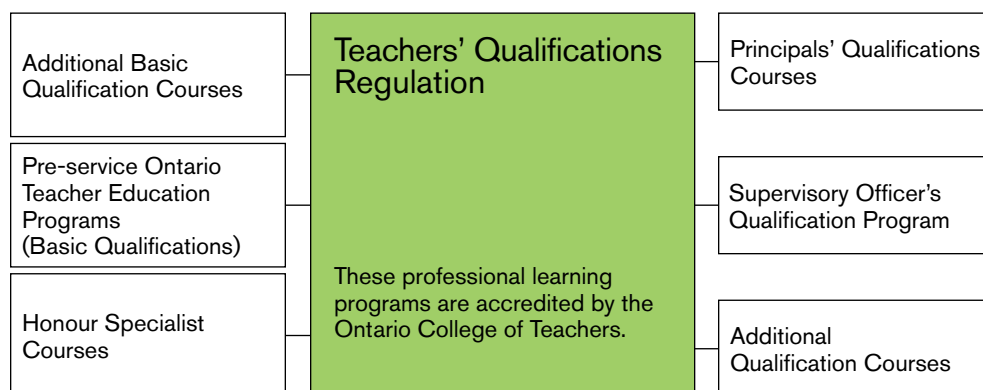 Additional Basic
Qualification Courses
Pre-service Ontario
Teacher Education
Programs
(Basic Qualifications)
Honour Specialist
Courses
Teachers’ Qualifications
Regulation
These professional learning
programs are accredited by the
Ontario College of Teachers.
Principals’ Qualifications
Courses
Supervisory Officer’s
Qualification Program
Additional
Qualification Courses